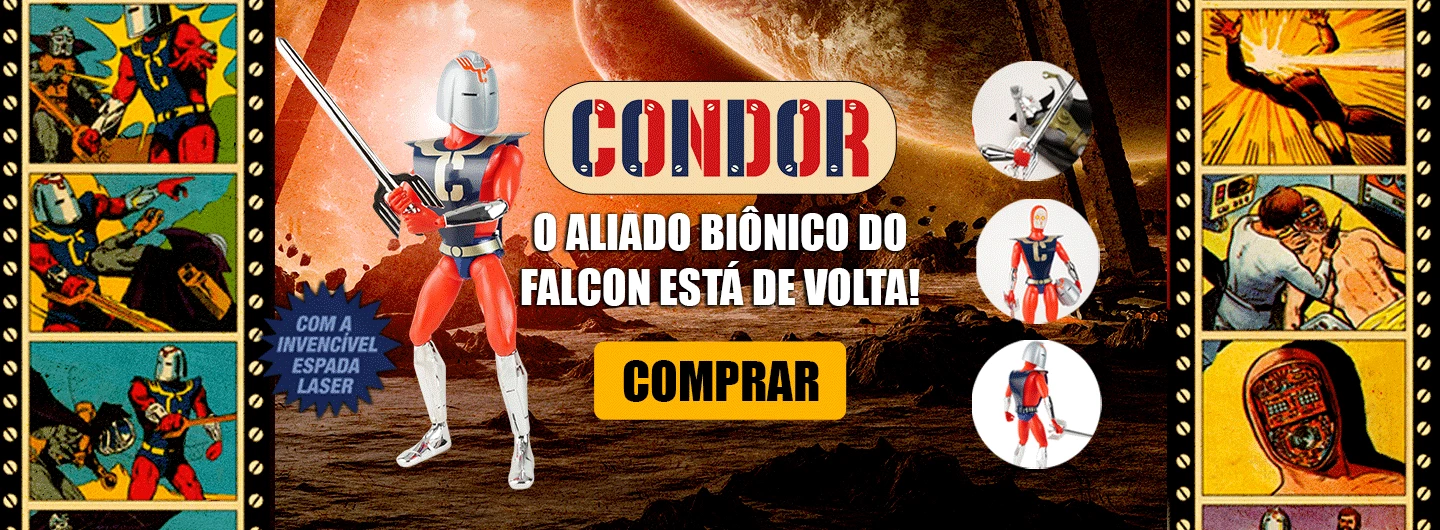 CONDOR
O ALIADO BIÔNICO DO
FALCON ESTÁ DE VOLTA!
COM A
INVENCÍVEL
ESPADA
LASER
COMPRAR